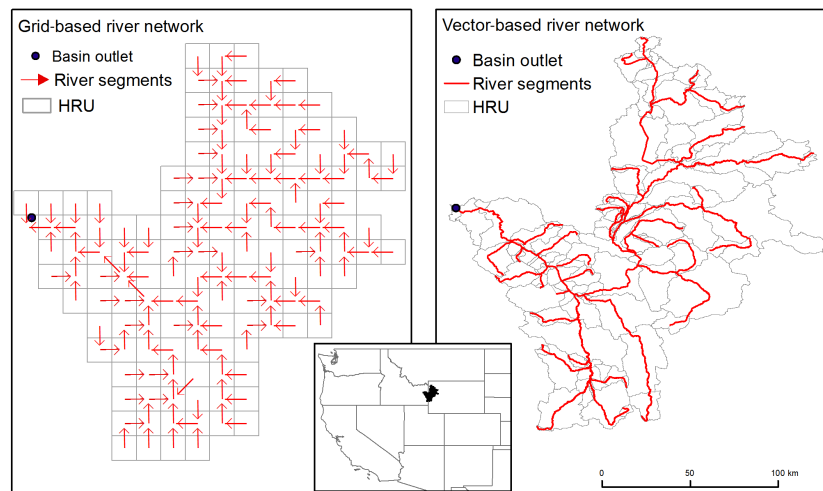 Grid-based river network
Basin outlet
River segments
HRU
Vector-based river network
Basin outlet
River segments
HRU
0 50 100 km